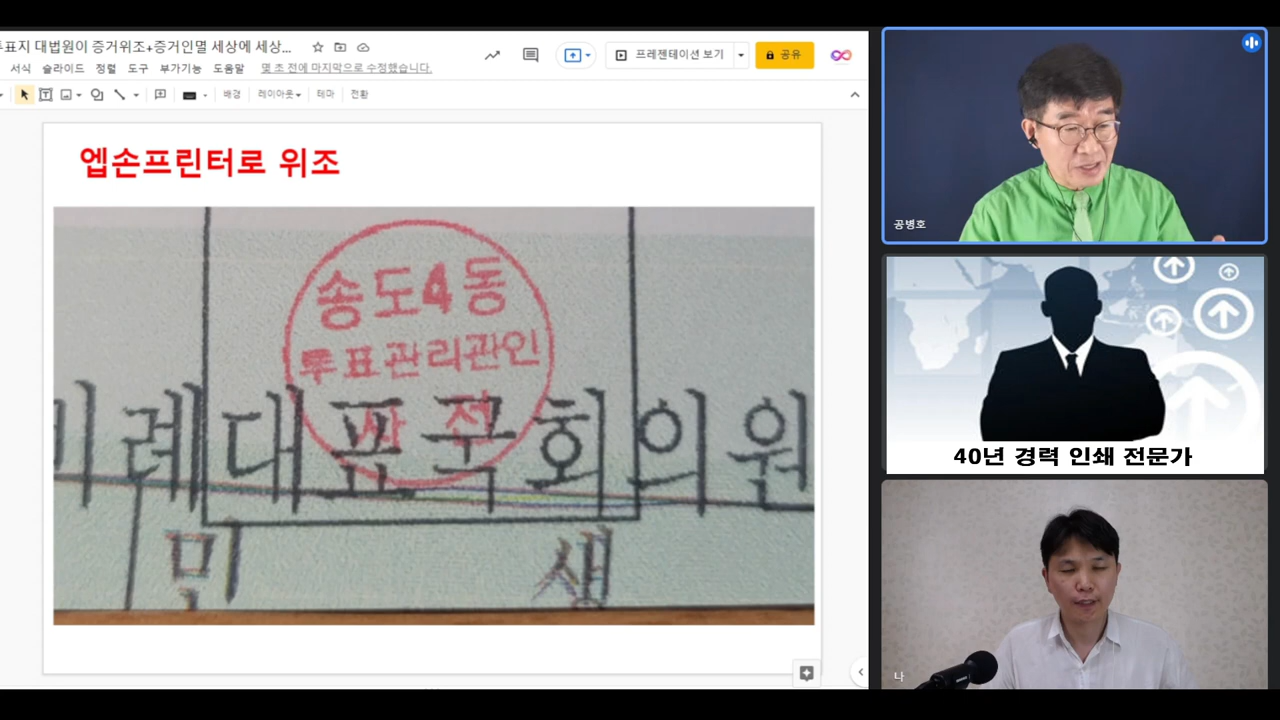 투표지 대법원이 증거위조+증거인멸 세상에 세상...
서식 슬라이드 정렬 도구 부가기능 도움말 몇 초 전에 마지막으로 수정했습니다.
프레젠테이션 보기
공유
배경 레이아웃 테마 전환
엡손프린터로 위조
송도4동
투표관리관인
사전
비례대표국회의원
민 생
공병호
40년 경력 인쇄 전문가
나